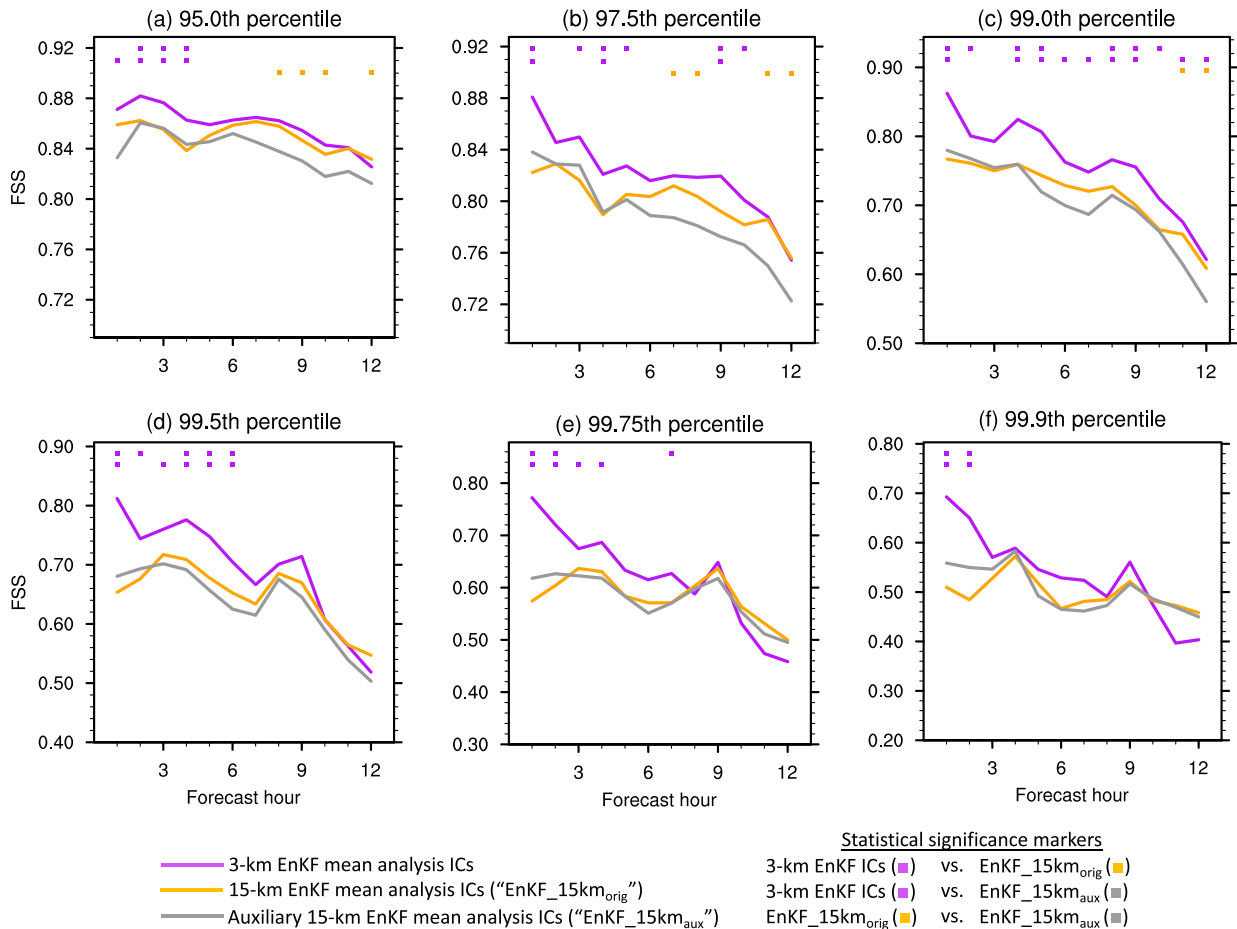 (a) 95.0th percentile
(b) 97.5th percentile
(c) 99.0th percentile
FSS
0.92
0.88
0.84
0.80
0.76
0.72
3 6 9 12
0.92
0.88
0.84
0.80
0.76
0.72
3 6 9 12
0.90
0.80
0.70
0.60
0.50
3 6 9 12
(d) 99.5th percentile
(e) 99.75th percentile
(f) 99.9th percentile
FSS
0.90
0.80
0.70
0.60
0.50
0.40
3 6 9 12
Forecast hour
0.80
0.70
0.60
0.50
0.40
0.30
3 6 9 12
Forecast hour
0.80
0.70
0.60
0.50
0.40
0.30
0.20
3 6 9 12
Forecast hour
3-km EnKF mean analysis ICs
15-km EnKF mean analysis ICs (“EnKF_15kmorig”)
Auxiliary 15-km EnKF mean analysis ICs (“EnKF_15kmaux”)
Statistical significance markers
3-km EnKF ICs (■) vs. EnKF_15kmorig (■)
3-km EnKF ICs (■) vs. EnKF_15kmaux (■)
EnKF_15kmorig (■) vs. EnKF_15kmaux (■)